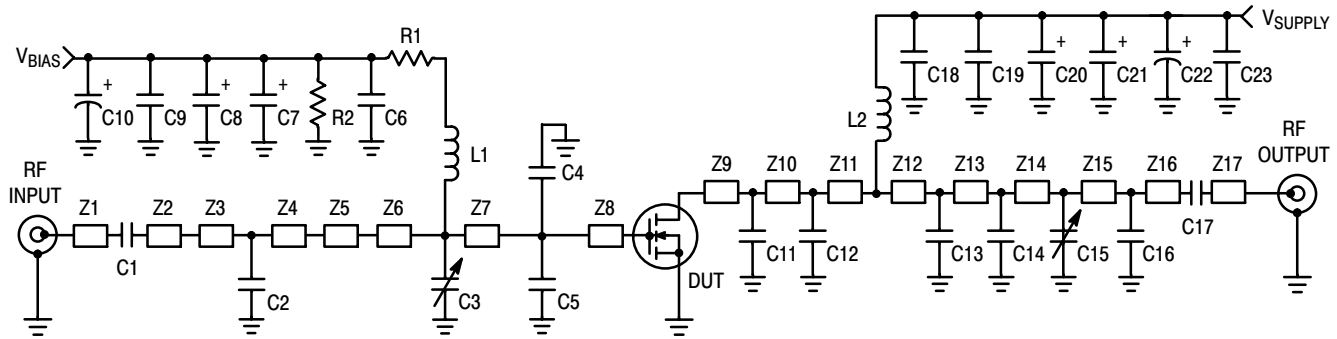 R1
VSUPPLY
VBIAS
+ + +
C10 C9 C8 C7 R2 C6
+ + +
C18 C19 C20 C21 C22 C23
L1
L2
C4
RF
INPUT
RF
OUTPUT
Z1 Z2 Z3 Z4 Z5 Z6 Z7 Z8
Z9 Z10 Z11 Z12 Z13 Z14 Z15 Z16 Z17
C1
C17
C2 C3 C5
DUT
C11 C12 C13 C14 C15 C16